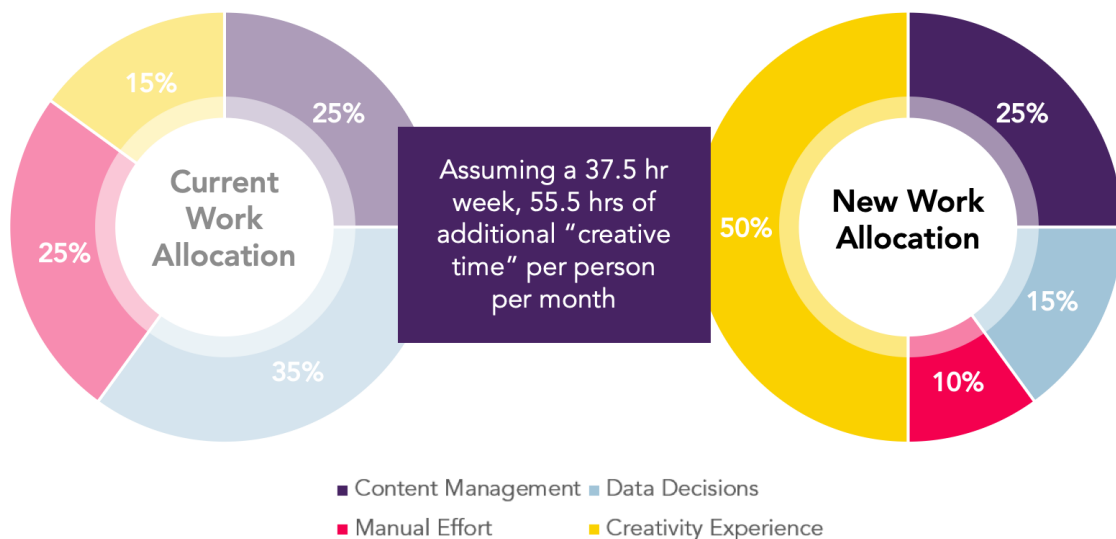 15%
25%
25%
35%
Current
Work
Allocation
Assuming a 37.5 hr
week, 55.5 hrs of
additional “creative
time” per person
per month
25%
50%
15%
10%
New Work
Allocation
Content Management
Data Decisions
Manual Effort
Creativity Experience